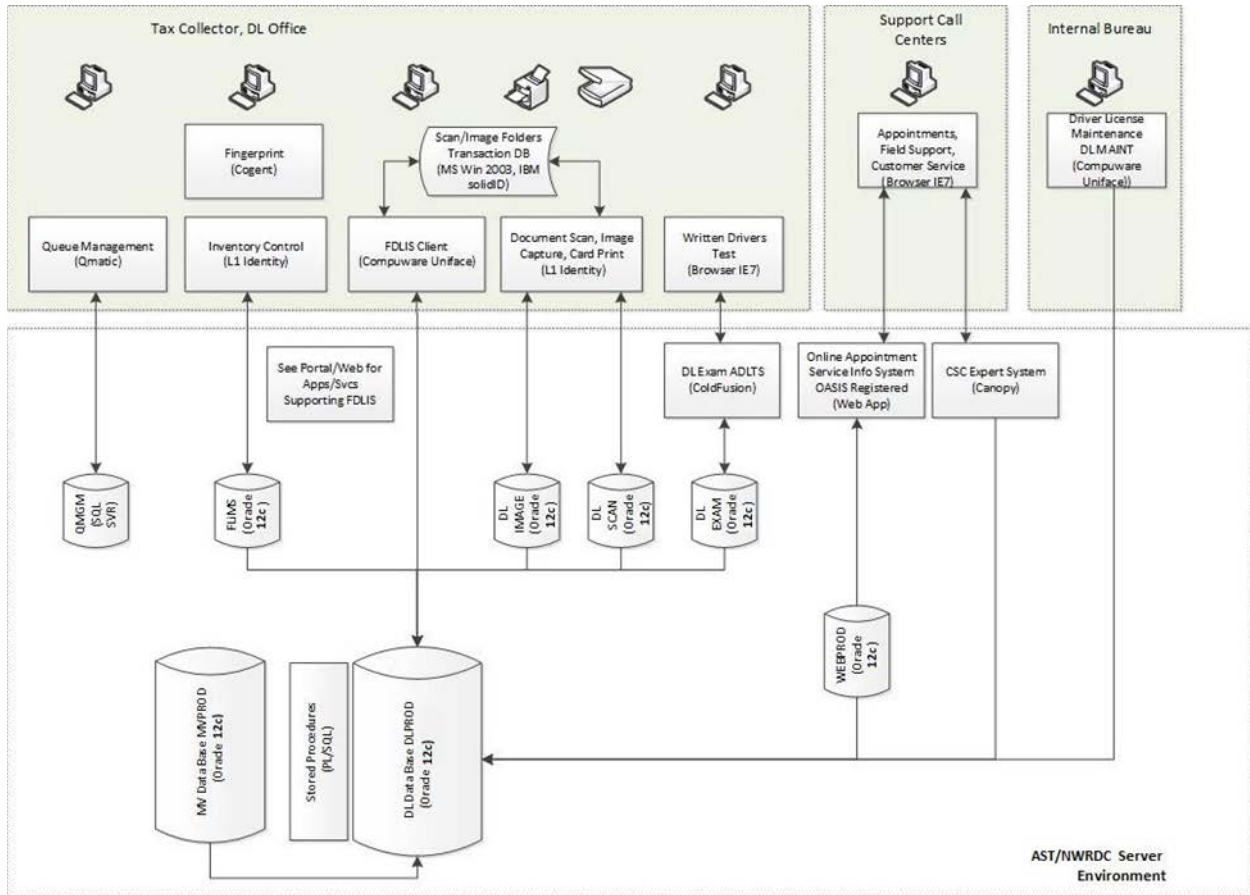 Tax Collector, DL Office
Support Call
Centers
Internal Bureau
Fingerprint
(Cogent)
Scan/Image Folders
Transaction DB
(MS Win 2003, IBM
solidID)
Appointments,
Field Support,
Customer Service
(Browser IE7)
Driver License
Maintenance
DL MAINT
(Compuware
Uniface))
Queue Management
(Qmatic)
Inventory Control
(L1 Identity)
FDLIS Client
(Compuware Uniface)
Document Scan, Image
Capture, Card Print
(L1 Identity)
Written Drivers
Test
(Browser IE7)
See Portal/Web for
Apps/Svcs
Supporting FDLIS
DL Exam ADLTS
(ColdFusion)
Online Appointment
Service Info System
OASIS Registered
(Web App)
CSC Expert System
(Canopy)
QMGM
(SQL
SVR)
FLIMS
(Orade
12c )
DL
IMAGE
(Orade
12c )
DL
SCAN
(Orade
12c)
DL
EXAM
(Orade
12c )
WEBPROD
(Orade
12c )
MV Data Base MVPROD
(Orade 12c)
Stored Procedures
(PL/SQL)
DL Data Base DLPROD
(Orade 12c)
AST/NWRDC Server
Environment